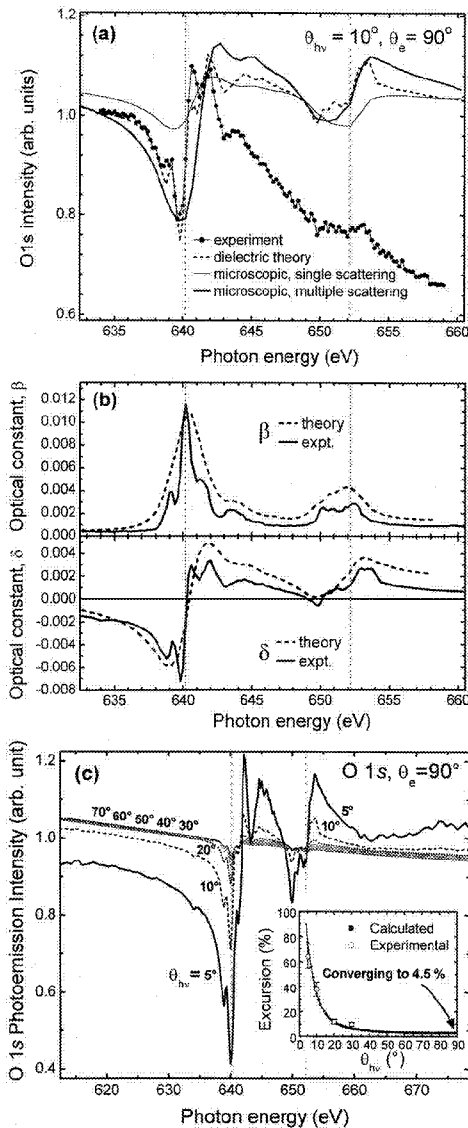 (a)
θhν = 10°, θe = 90°
O1s intensity (arb. units)
1.2
1.0
0.8
0.6
experiment
dielectric theory
microscopic, single scattering
microscopic, multiple scattering
635 640 645 650 655 660
Photon energy (eV)
(b)
Optical constant, β
0.012
0.010
0.008
0.006
0.004
0.002
0.000
β
theory
expt.
Optical constant, δ
0.004
0.002
0.000
-0.002
-0.004
-0.006
-0.008
δ
theory
expt.
635 640 645 650 655 660
Photon energy (eV)
(c)
O 1s, θe=90°
O 1s Photoemission Intensity (arb. unit)
1.2
1.0
0.8
0.6
0.4
70° 60° 50° 40° 30°
20°
10°
θhν = 5°
5°
10°
Excursion (%)
100
80
60
40
20
0
Calculated
Experimental
Converging to 4.5 %
0 10 20 30 40 50 60 70 80 90
θhν (°)
620 630 640 650 660 670
Photon energy (eV)